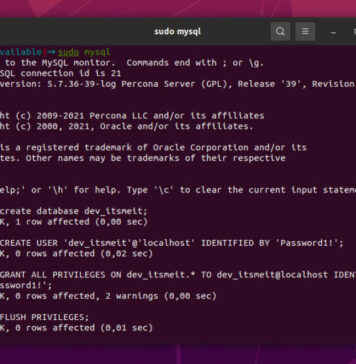 sudo mysql
vailable|⇒ sudo mysql
to the MySQL monitor. Commands end with ; or \g.
SQL connection id is 21
version: 5.7.36-39-log Percona Server (GPL), Release '39', Revision
ht (c) 2009-2021 Percona LLC and/or its affiliates
ht (c) 2000, 2021, Oracle and/or its affiliates.
is a registered trademark of Oracle Corporation and/or its
tes. Other names may be trademarks of their respective
elp;' or '\h' for help. Type '\c' to clear the current input stateme
create database dev_itsmeit;
K, 1 row affected (0,00 sec)
CREATE USER 'dev_itsmeit'@'localhost' IDENTIFIED BY 'Password1!';
K, 0 rows affected (0,02 sec)
GRANT ALL PRIVILEGES ON dev_itsmeit.* TO dev_itsmeit@localhost IDENT
ssword1!';
K, 0 rows affected, 2 warnings (0,00 sec)
FLUSH PRIVILEGES;
K, 0 rows affected (0,01 sec)